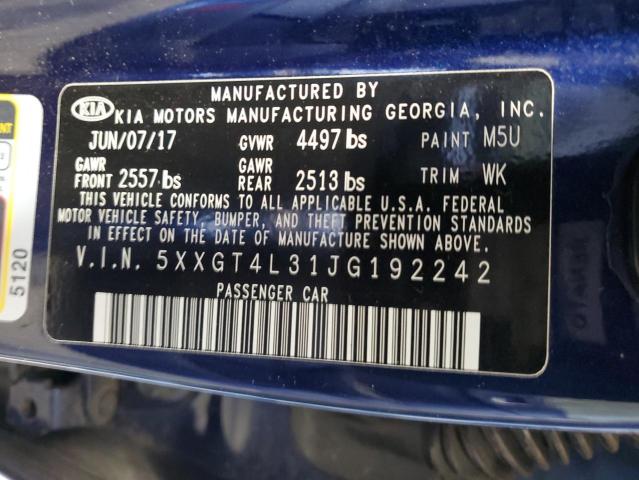 MANUFACTURED BY
KIA KIA MOTORS MANUFACTURING GEORGIA, INC.
JUN/07/17 GVWR 4497 lbs PAINT M5U
GAWR FRONT 2557 lbs GAWR REAR 2513 lbs TRIM WK
THIS VEHICLE CONFORMS TO ALL APPLICABLE U.S.A. FEDERAL
MOTOR VEHICLE SAFETY, BUMPER, AND THEFT PREVENTION STANDARDS
IN EFFECT ON THE DATE OF MANUFACTURE SHOWN ABOVE.
V.I.N. 5XXGT4L31JG192242
PASSENGER CAR
5120